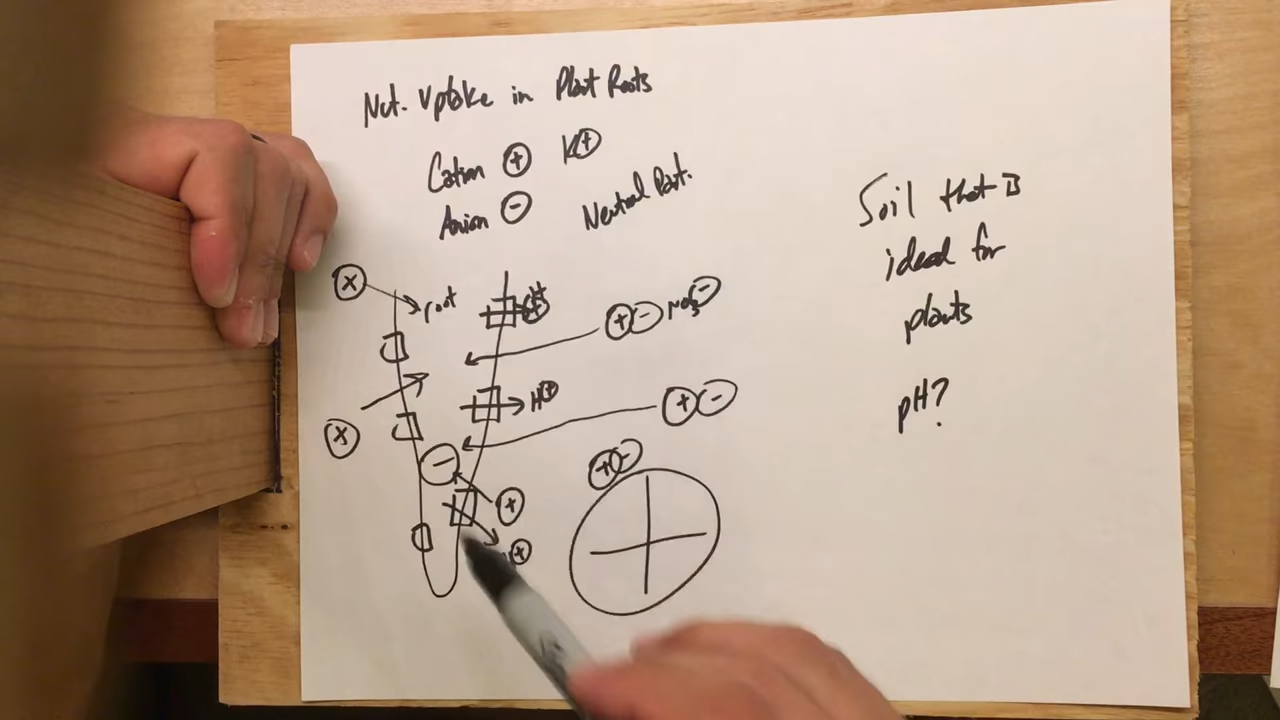 Nut. Uptake in Plant Roots
Cation + K+
Anion - Neutral Part.
Soil that is
ideal for
plants
pH?
+ root H+ + - NO3-
H+
+ + -
- +
+ -
+